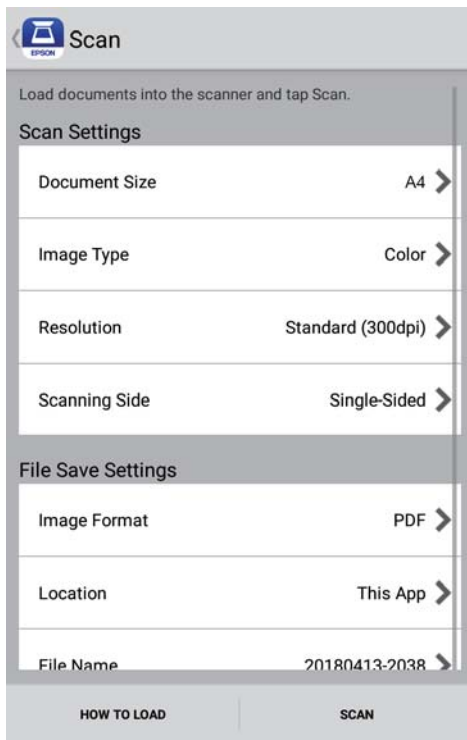 EPSON
Scan
Load documents into the scanner and tap Scan.
Scan Settings
Document Size A4
Image Type Color
Resolution Standard (300dpi)
Scanning Side Single-Sided
File Save Settings
Image Format PDF
Location This App
File Name 20180413-2038
HOW TO LOAD SCAN